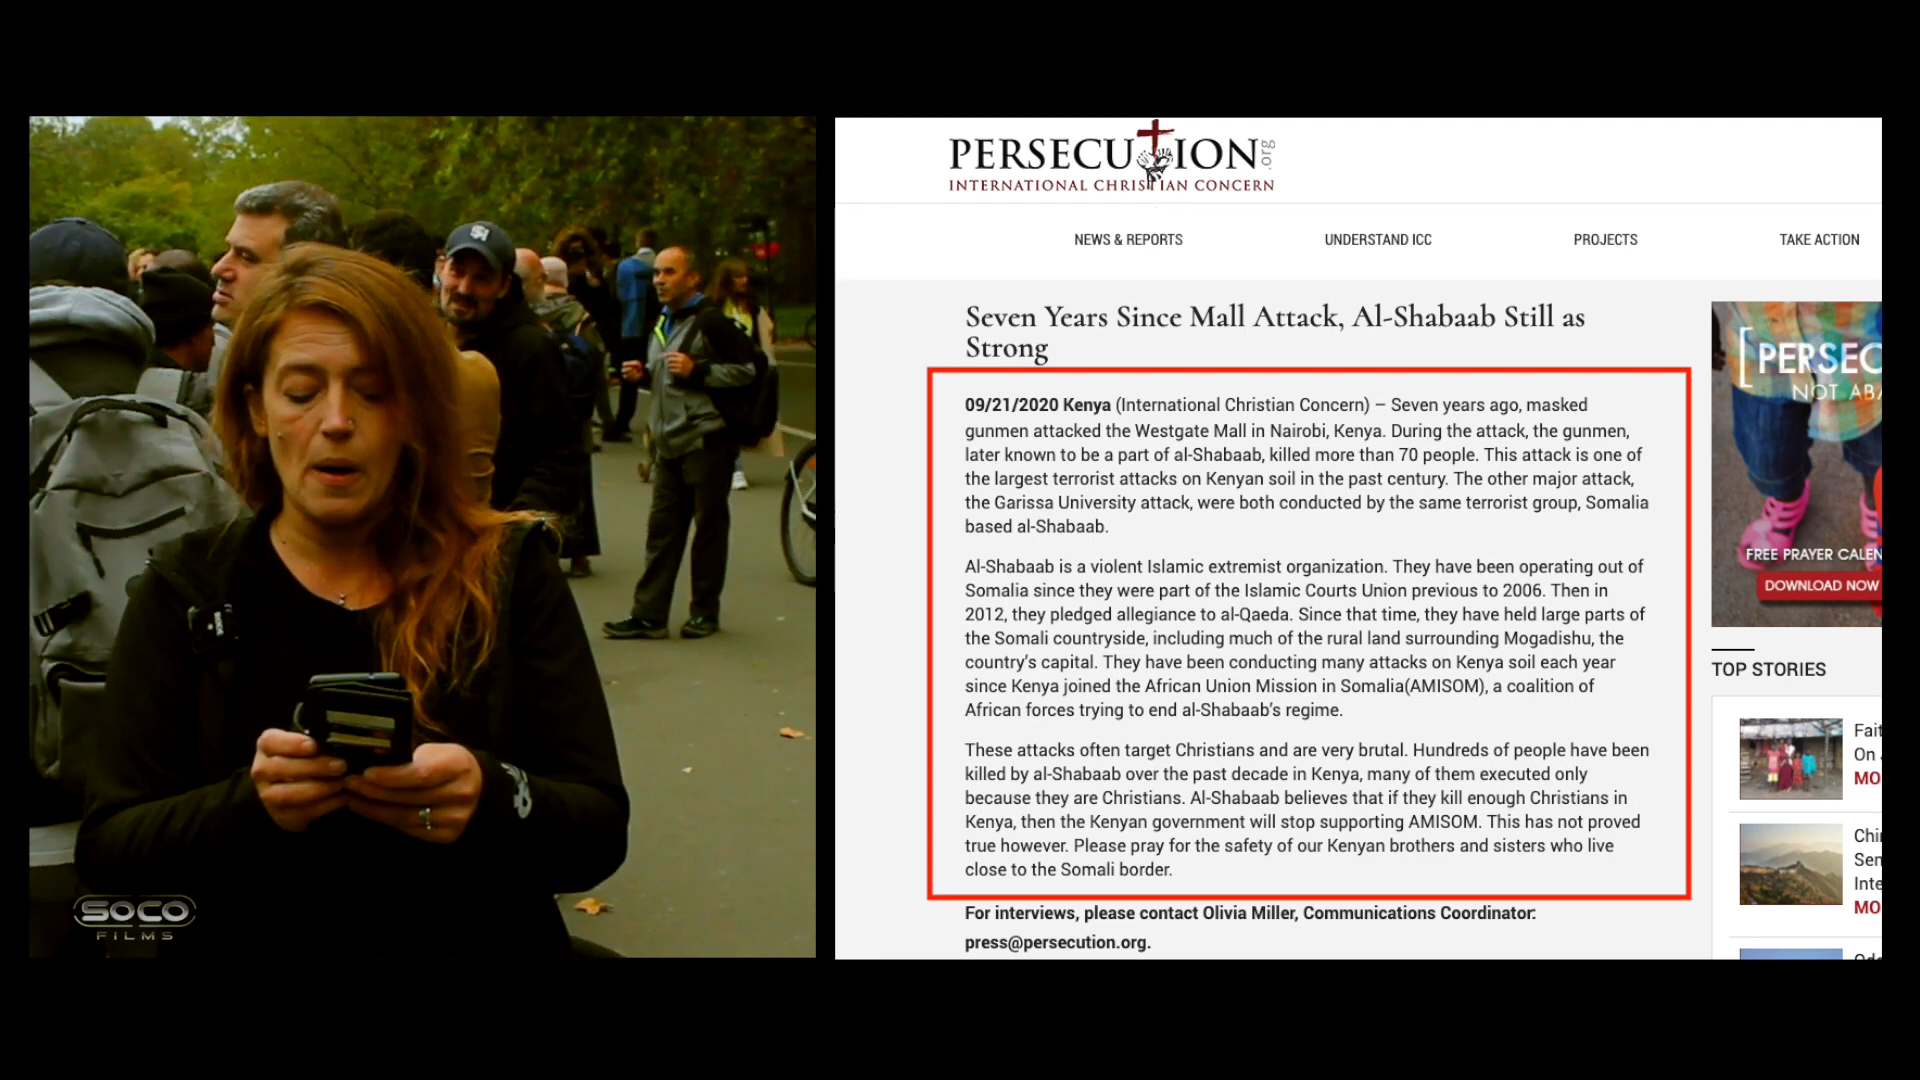 SOCO
FILMS
PERSECUTION.org
INTERNATIONAL CHRISTIAN CONCERN
NEWS & REPORTS
UNDERSTAND ICC
PROJECTS
TAKE ACTION
Seven Years Since Mall Attack, Al-Shabaab Still as
Strong
09/21/2020 Kenya (International Christian Concern) – Seven years ago, masked
gunmen attacked the Westgate Mall in Nairobi, Kenya. During the attack, the gunmen,
later known to be a part of al-Shabaab, killed more than 70 people. This attack is one of
the largest terrorist attacks on Kenyan soil in the past century. The other major attack,
the Garissa University attack, were both conducted by the same terrorist group, Somalia
based al-Shabaab.
Al-Shabaab is a violent Islamic extremist organization. They have been operating out of
Somalia since they were part of the Islamic Courts Union previous to 2006. Then in
2012, they pledged allegiance to al-Qaeda. Since that time, they have held large parts of
the Somali countryside, including much of the rural land surrounding Mogadishu, the
country's capital. They have been conducting many attacks on Kenya soil each year
since Kenya joined the African Union Mission in Somalia(AMISOM), a coalition of
African forces trying to end al-Shabaab's regime.
These attacks often target Christians and are very brutal. Hundreds of people have been
killed by al-Shabaab over the past decade in Kenya, many of them executed only
because they are Christians. Al-Shabaab believes that if they kill enough Christians in
Kenya, then the Kenyan government will stop supporting AMISOM. This has not proved
true however. Please pray for the safety of our Kenyan brothers and sisters who live
close to the Somali border.
For interviews, please contact Olivia Miller, Communications Coordinator:
press@persecution.org.
[PERSEC
NOT AB
FREE PRAYER CALEN
DOWNLOAD NOW
TOP STORIES
Fait
On
MO
Chi
Sen
Inte
MO